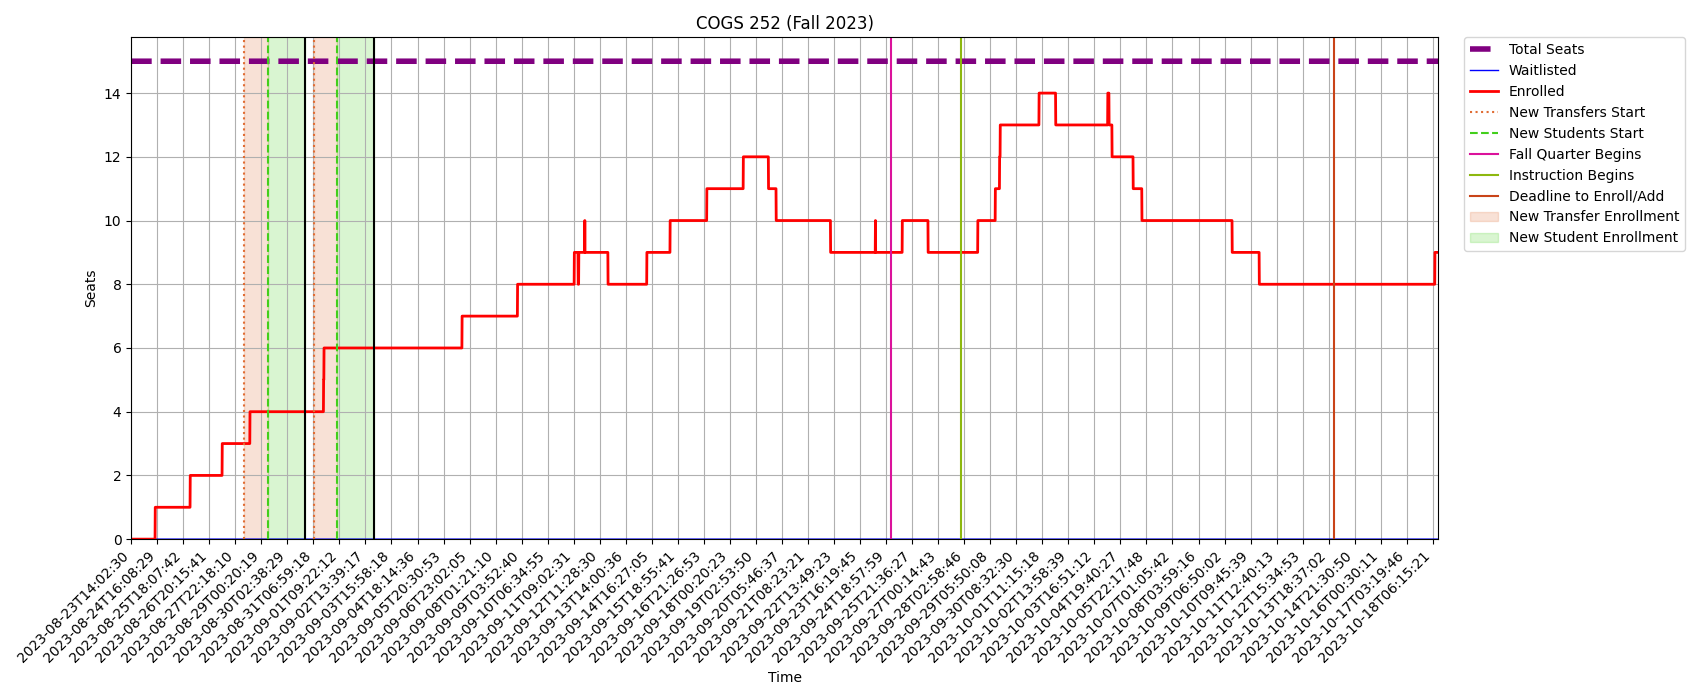 COGS 252 (Fall 2023)
Total Seats
Waitlisted
Enrolled
New Transfers Start
New Students Start
Fall Quarter Begins
Instruction Begins
Deadline to Enroll/Add
New Transfer Enrollment
New Student Enrollment
Seats
14
12
10
8
6
4
2
0
2023-08-23T14:02:30
2023-08-24T16:08:29
2023-08-25T18:07:42
2023-08-26T20:15:41
2023-08-27T22:18:10
2023-08-29T00:20:19
2023-08-30T02:38:29
2023-08-31T06:59:18
2023-09-01T09:22:12
2023-09-02T13:39:17
2023-09-03T15:58:18
2023-09-04T18:14:36
2023-09-05T20:30:53
2023-09-06T23:02:05
2023-09-08T01:21:10
2023-09-09T03:52:40
2023-09-10T06:34:55
2023-09-11T09:02:31
2023-09-12T11:28:30
2023-09-13T14:00:36
2023-09-14T16:27:05
2023-09-15T18:55:41
2023-09-16T21:26:53
2023-09-18T00:20:23
2023-09-19T02:53:50
2023-09-20T05:46:37
2023-09-21T08:23:21
2023-09-22T13:49:23
2023-09-23T16:19:45
2023-09-24T18:57:59
2023-09-25T21:36:27
2023-09-27T00:14:43
2023-09-28T02:58:46
2023-09-29T05:50:08
2023-09-30T08:32:30
2023-10-01T11:15:18
2023-10-02T13:58:39
2023-10-03T16:51:12
2023-10-04T19:40:27
2023-10-05T22:17:48
2023-10-07T01:05:42
2023-10-08T03:59:16
2023-10-09T06:50:02
2023-10-10T09:45:39
2023-10-11T12:40:13
2023-10-12T15:34:53
2023-10-13T18:37:02
2023-10-14T21:30:50
2023-10-16T00:30:11
2023-10-17T03:19:46
2023-10-18T06:15:21
Time